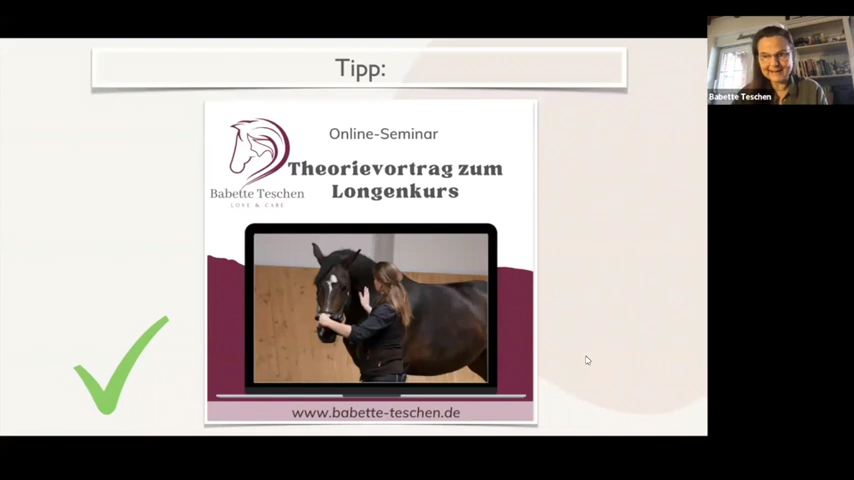 Tipp:
Babette Teschen
Online-Seminar
Theorievortrag zum
Longenkurs
Babette Teschen
LOVE & CARE
www.babette-teschen.de